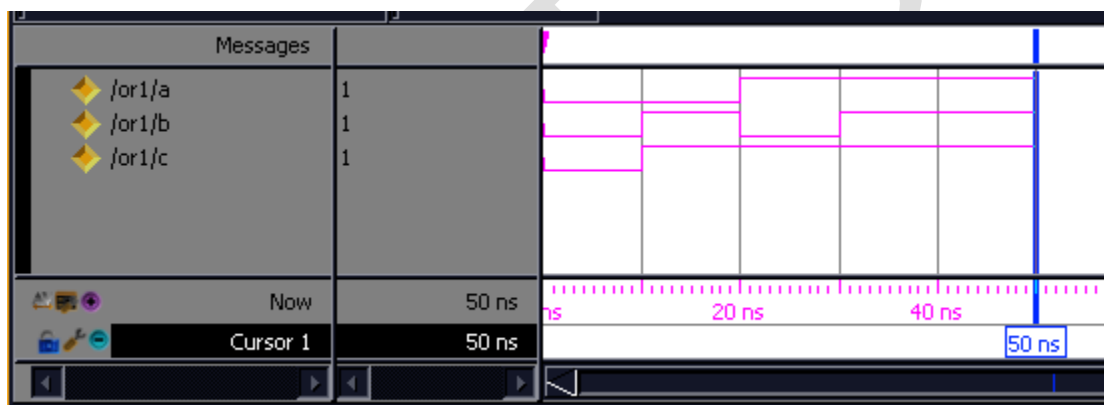 Messages
/or1/a 1
/or1/b 1
/or1/c 1
Now 50 ns ns 20 ns 40 ns
Cursor 1 50 ns 50 ns